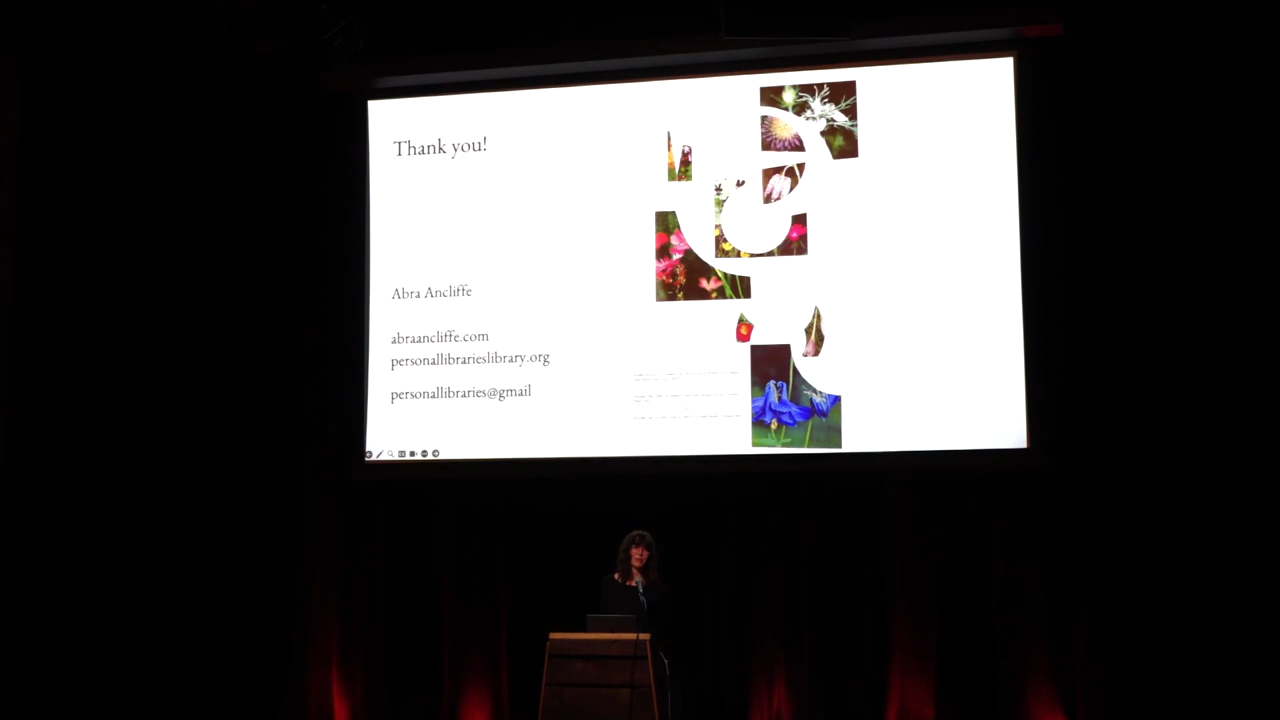 Thank you!
Abra Ancliffe
abraancliffe.com
personallibrarieslibrary.org
personallibraries@gmail